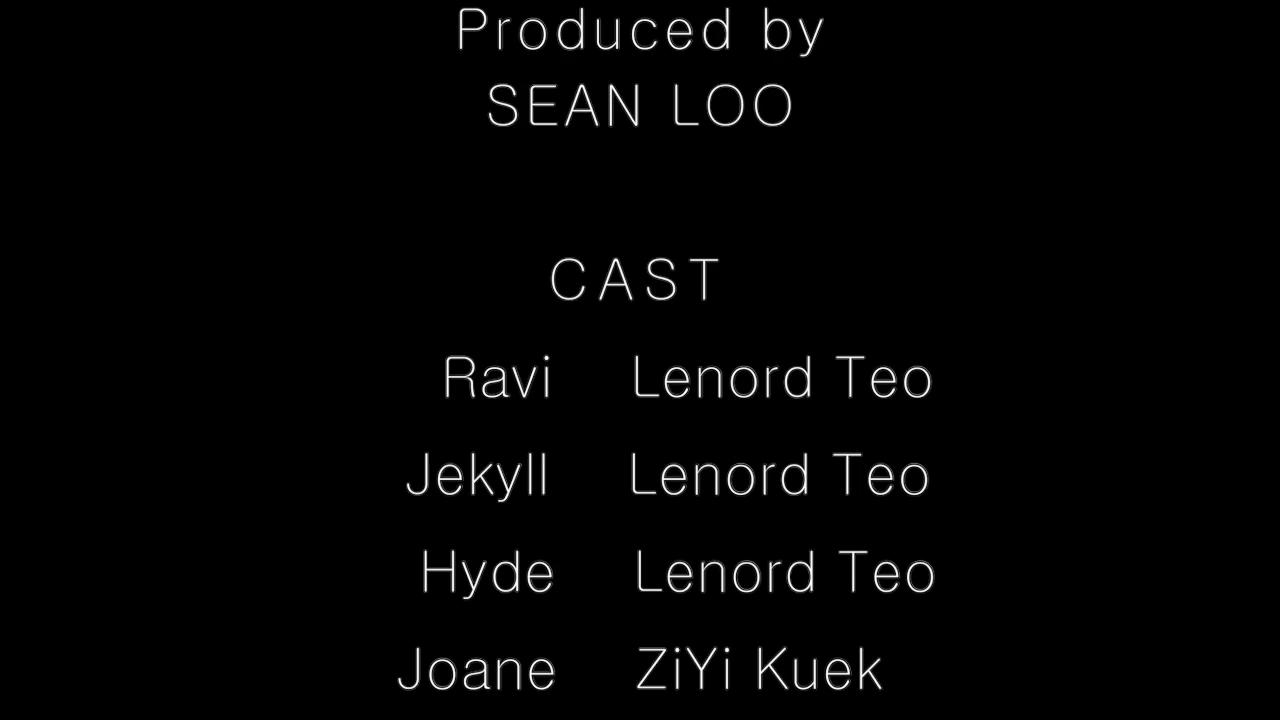 Produced by
SEAN LOO
CAST
Ravi Lenord Teo
Jekyll Lenord Teo
Hyde Lenord Teo
Joane ZiYi Kuek